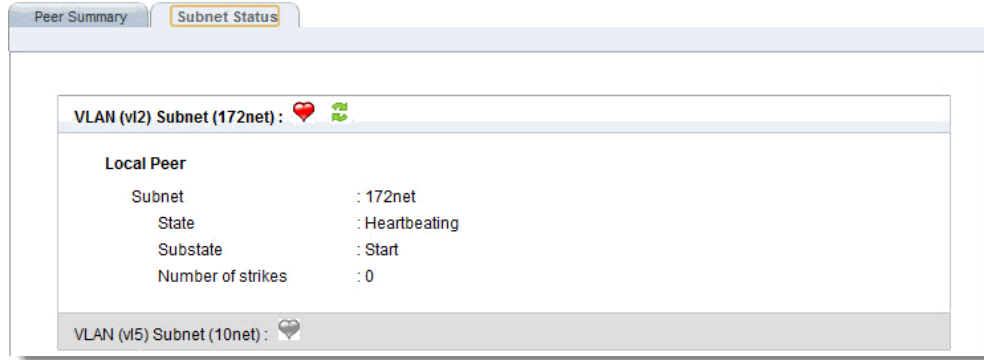 Peer Summary Subnet Status
VLAN (vl2) Subnet (172net) :
Local Peer
Subnet : 172net
State : Heartbeating
Substate : Start
Number of strikes : 0
VLAN (vl5) Subnet (10net) :